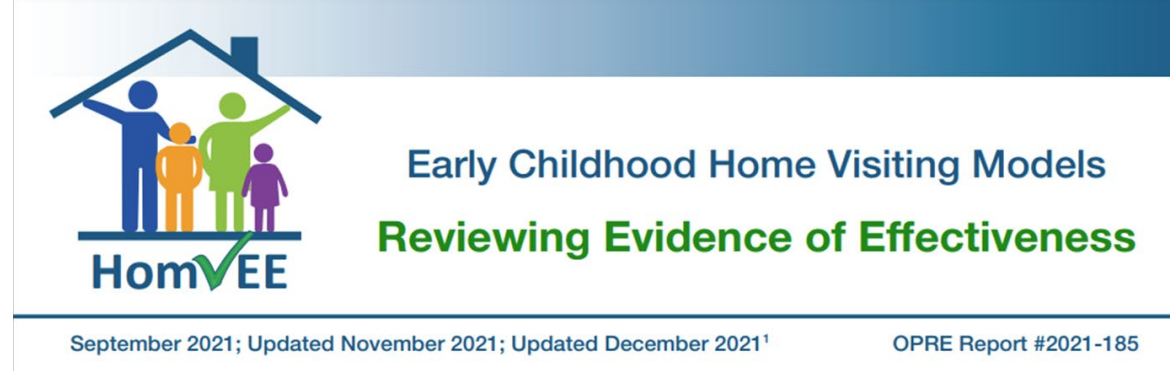 Early Childhood Home Visiting Models
Reviewing Evidence of Effectiveness
HomVEE
September 2021; Updated November 2021; Updated December 2021¹
OPRE Report #2021-185